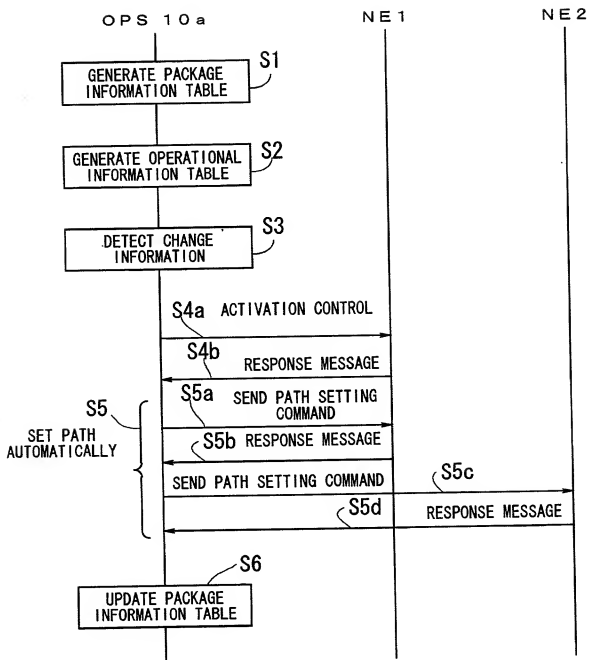 OPS 10a
NE1
NE2
S1
GENERATE PACKAGE
INFORMATION TABLE
S2
GENERATE OPERATIONAL
INFORMATION TABLE
S3
DETECT CHANGE
INFORMATION
S4a
ACTIVATION CONTROL
S4b
RESPONSE MESSAGE
S5
SET PATH
AUTOMATICALLY
S5a
SEND PATH SETTING
COMMAND
S5b
RESPONSE MESSAGE
SEND PATH SETTING COMMAND
S5c
S5d
RESPONSE MESSAGE
S6
UPDATE PACKAGE
INFORMATION TABLE